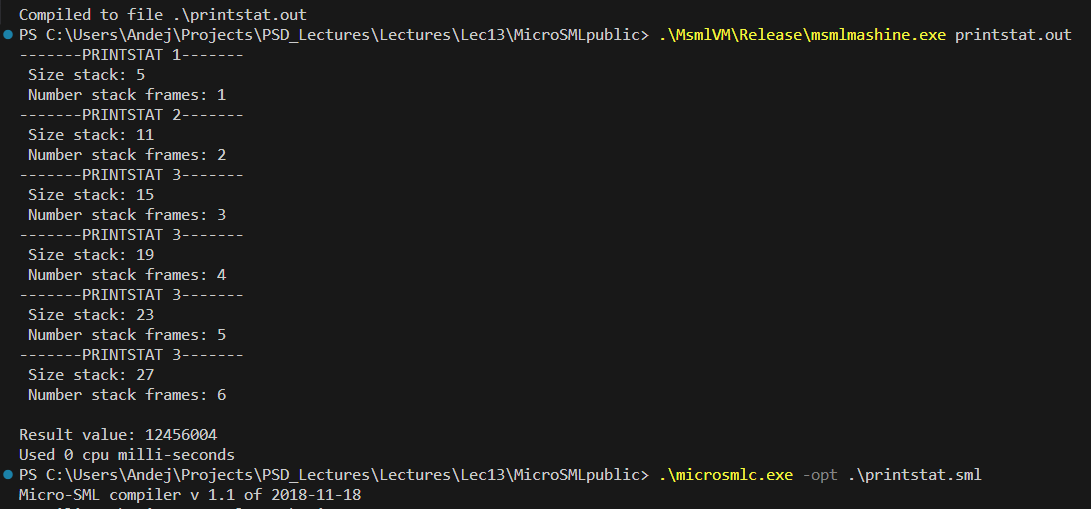 Compiled to file .\printstat.out
PS C:\Users\Andej\Projects\PSD_Lectures\Lectures\Lec13\MicroSMLpublic> .\MsmlVM\Release\msmlmashine.exe printstat.out
-------PRINTSTAT 1-------
Size stack: 5
Number stack frames: 1
-------PRINTSTAT 2-------
Size stack: 11
Number stack frames: 2
-------PRINTSTAT 3-------
Size stack: 15
Number stack frames: 3
-------PRINTSTAT 3-------
Size stack: 19
Number stack frames: 4
-------PRINTSTAT 3-------
Size stack: 23
Number stack frames: 5
-------PRINTSTAT 3-------
Size stack: 27
Number stack frames: 6
Result value: 12456004
Used 0 cpu milli-seconds
PS C:\Users\Andej\Projects\PSD_Lectures\Lectures\Lec13\MicroSMLpublic> .\microsmlc.exe -opt .\printstat.sml
Micro-SML compiler v 1.1 of 2018-11-18